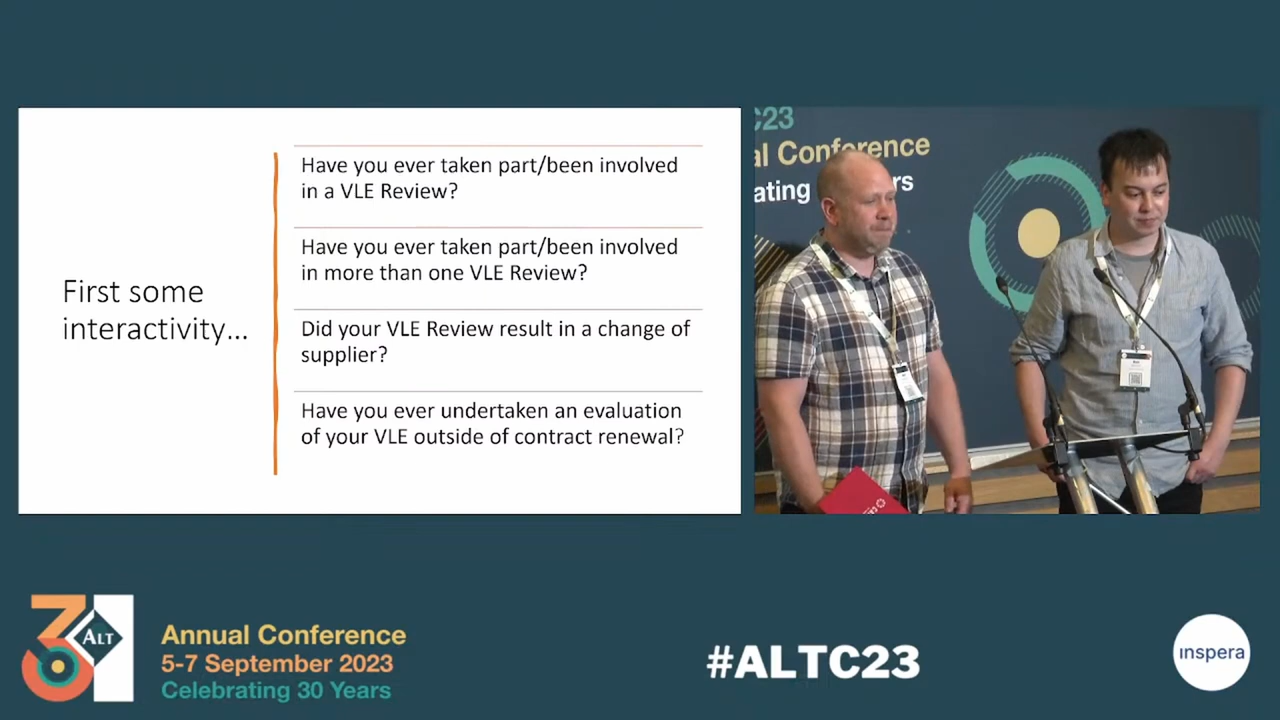 First some
interactivity...
Have you ever taken part/been involved
in a VLE Review?
Have you ever taken part/been involved
in more than one VLE Review?
Did your VLE Review result in a change of
supplier?
Have you ever undertaken an evaluation
of your VLE outside of contract renewal?
C23
al Conference
ating
rs
ALT
Annual Conference
5-7 September 2023
Celebrating 30 Years
#ALTC23
inspera